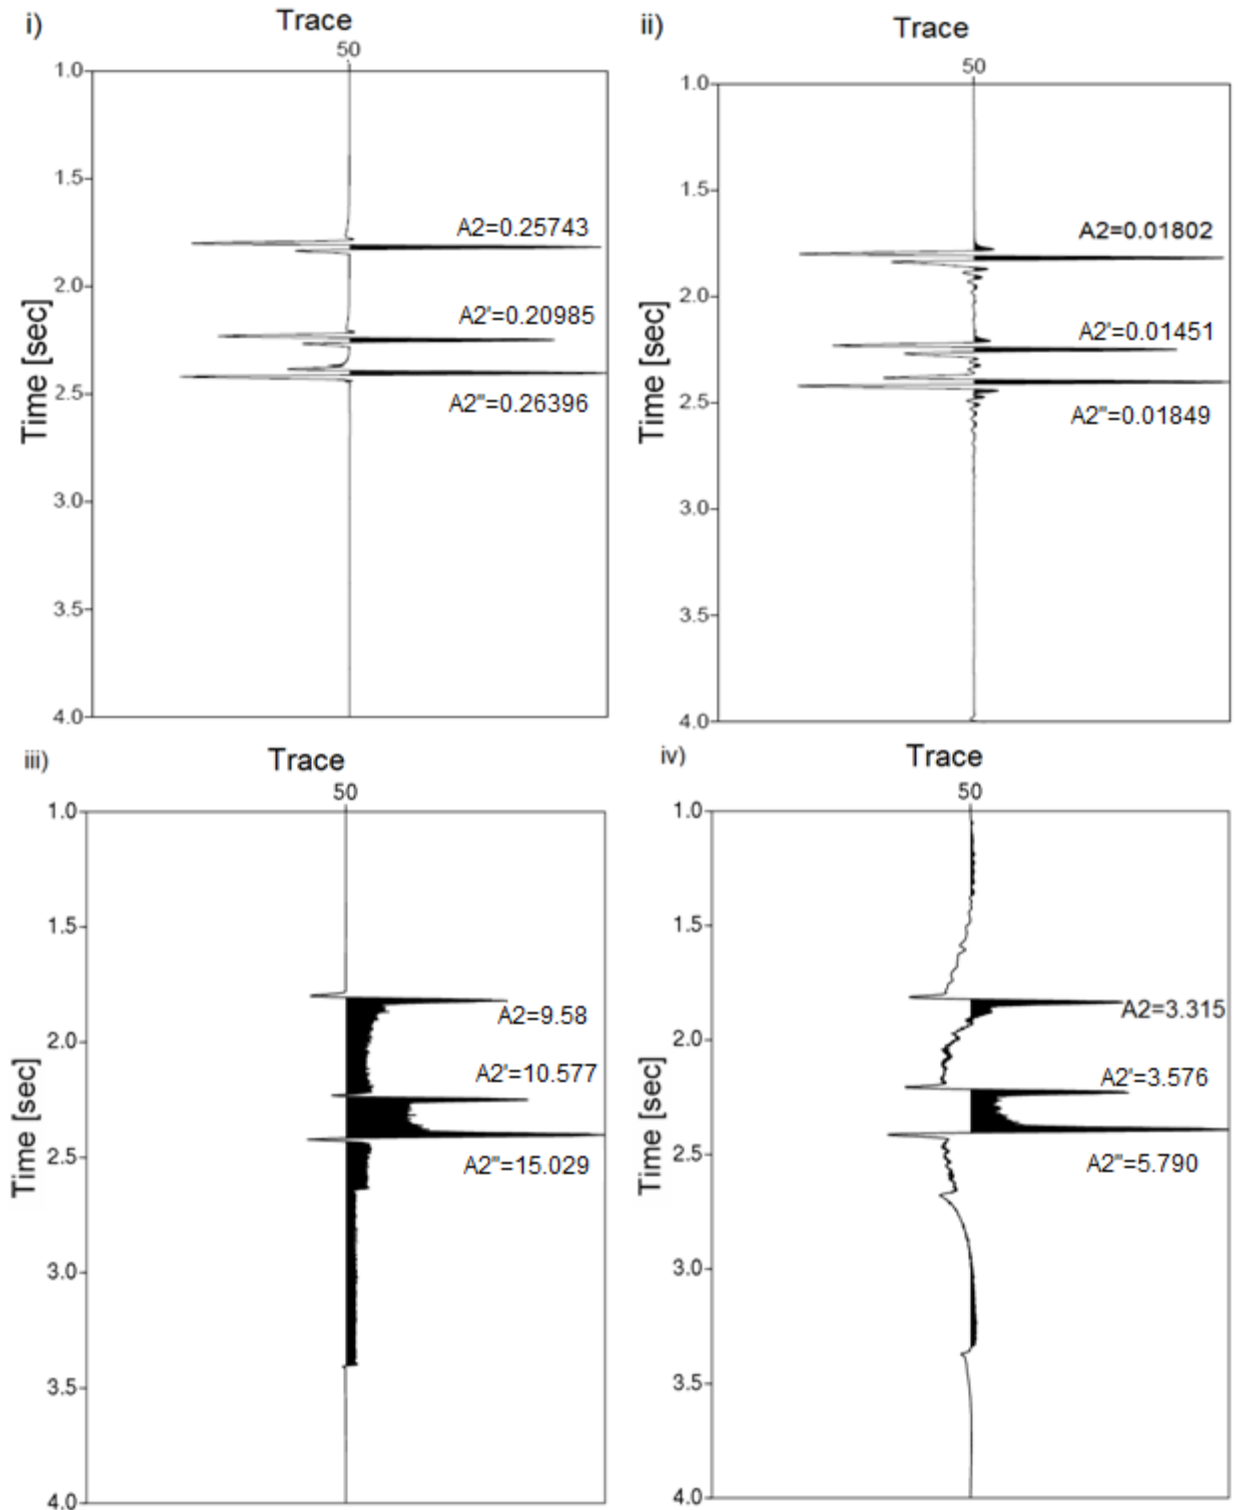 i)
Trace
50
1.0
1.5
2.0
2.5
3.0
3.5
4.0
Time [sec]
A2=0.25743
A2'=0.20985
A2"=0.26396
ii)
Trace
50
1.0
1.5
2.0
2.5
3.0
3.5
4.0
Time [sec]
A2=0.01802
A2'=0.01451
A2"=0.01849
iii)
Trace
50
1.0
1.5
2.0
2.5
3.0
3.5
4.0
Time [sec]
A2=9.58
A2'=10.577
A2"=15.029
iv)
Trace
50
1.0
1.5
2.0
2.5
3.0
3.5
4.0
Time [sec]
A2=3.315
A2'=3.576
A2"=5.790